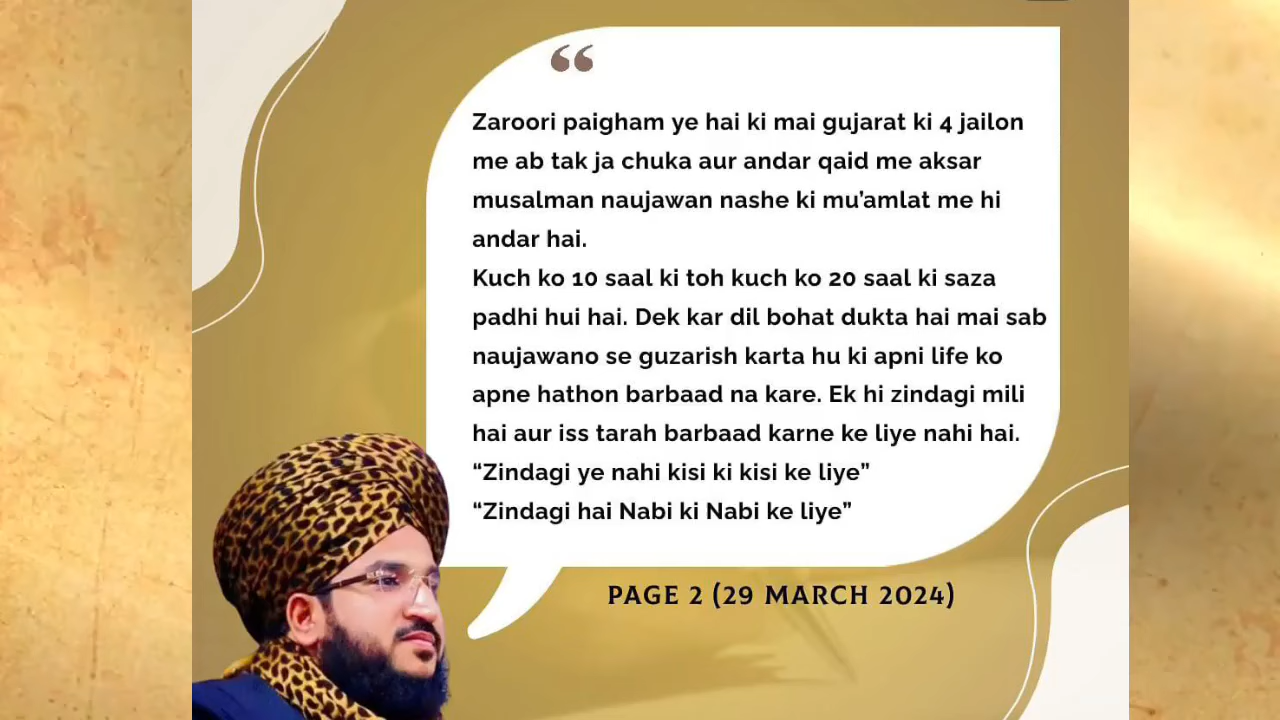 Zaroori paigham ye hai ki mai gujarat ki 4 jailon
me ab tak ja chuka aur andar qaid me aksar
musalman naujawan nashe ki mu’amlat me hi
andar hai.
Kuch ko 10 saal ki toh kuch ko 20 saal ki saza
padhi hui hai. Dek kar dil bohat dukta hai mai sab
naujawano se guzarish karta hu ki apni life ko
apne hathon barbaad na kare. Ek hi zindagi mili
hai aur iss tarah barbaad karne ke liye nahi hai.
“Zindagi ye nahi kisi ki kisi ke liye”
“Zindagi hai Nabi ki Nabi ke liye”
PAGE 2 (29 MARCH 2024)